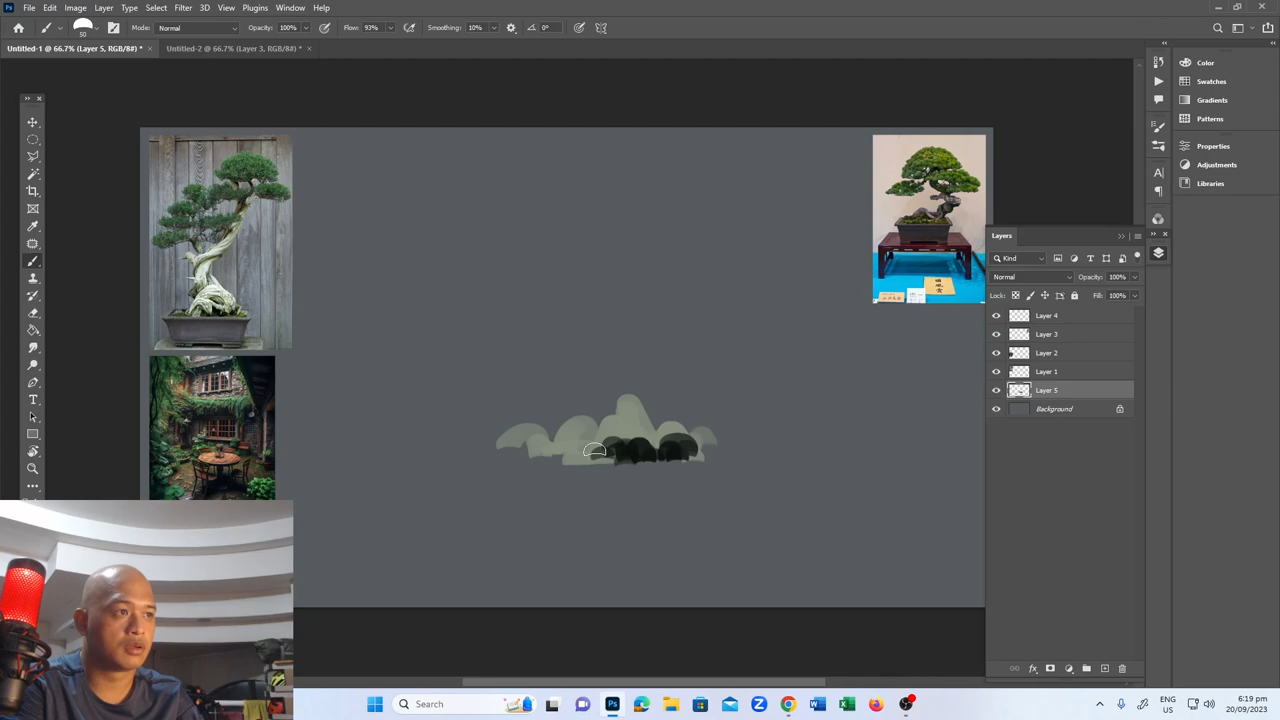 Ps File Edit Image Layer Type Select Filter 3D View Plugins Window Help
50 Mode: Normal Opacity: 100% Flow: 93% Smoothing: 10% 0°
Untitled-1 @ 66.7% (Layer 5, RGB/8#) * × Untitled-2 @ 66.7% (Layer 3, RGB/8#) * ×
Color
Swatches
Gradients
Patterns
Properties
Adjustments
Libraries
Layers
Kind
Normal Opacity: 100%
Lock: Fill: 100%
Layer 4
Layer 3
Layer 2
Layer 1
Layer 5
Background
Search
ENG
US
6:19 pm
20/09/2023